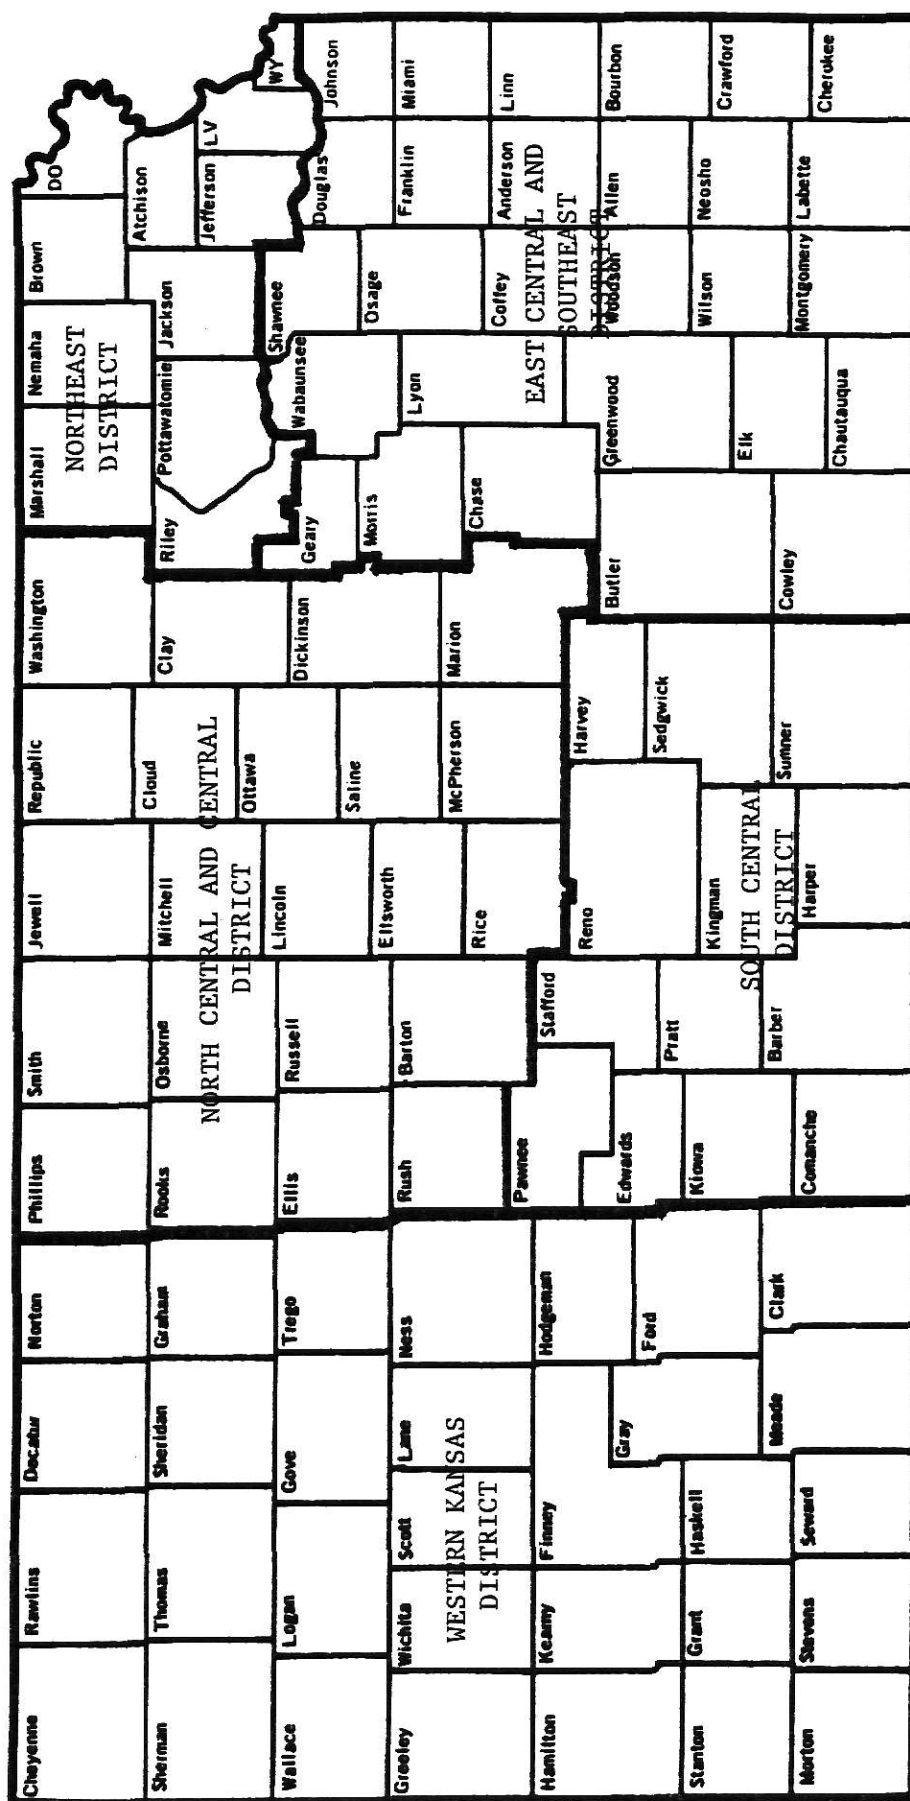 Cheyenne
Rawlins
Decatur
Norton
Phillips
Smith
Jewell
Republic
Washington
Marshall
Nemaha
Brown
DO
Sherman
Thomas
Sheridan
Graham
Rooks
Osborne
Mitchell
Cloud
Clay
Riley
Pottawatomie
Jackson
Atchison
Jefferson
LV
WY
NORTHEAST
DISTRICT
Wallace
Logan
Gove
Trego
Ellis
Russell
Lincoln
Ottawa
Dickinson
Geary
Wabaunsee
Shawnee
Douglas
Johnson
NORTH CENTRAL AND CENTRAL
DISTRICT
Greeley
Wichita
Scott
Lane
Ness
Rush
Barton
Ellsworth
Saline
Morris
Osage
Franklin
Miami
WESTERN KANSAS
DISTRICT
Rice
McPherson
Marion
Chase
Lyon
Coffey
Anderson
Linn
EAST CENTRAL AND
SOUTHEAST
DISTRICT
Hamilton
Kearny
Finney
Hodgeman
Pawnee
Stafford
Reno
Harvey
Butler
Greenwood
Woodson
Allen
Bourbon
Gray
Ford
Edwards
Sedgwick
Stanton
Grant
Haskell
Kiowa
Pratt
Kingman
Elk
Wilson
Neosho
Crawford
SOUTH CENTRAL
DISTRICT
Morton
Stevens
Seward
Meade
Clark
Comanche
Barber
Harper
Sumner
Cowley
Chautauqua
Montgomery
Labette
Cherokee